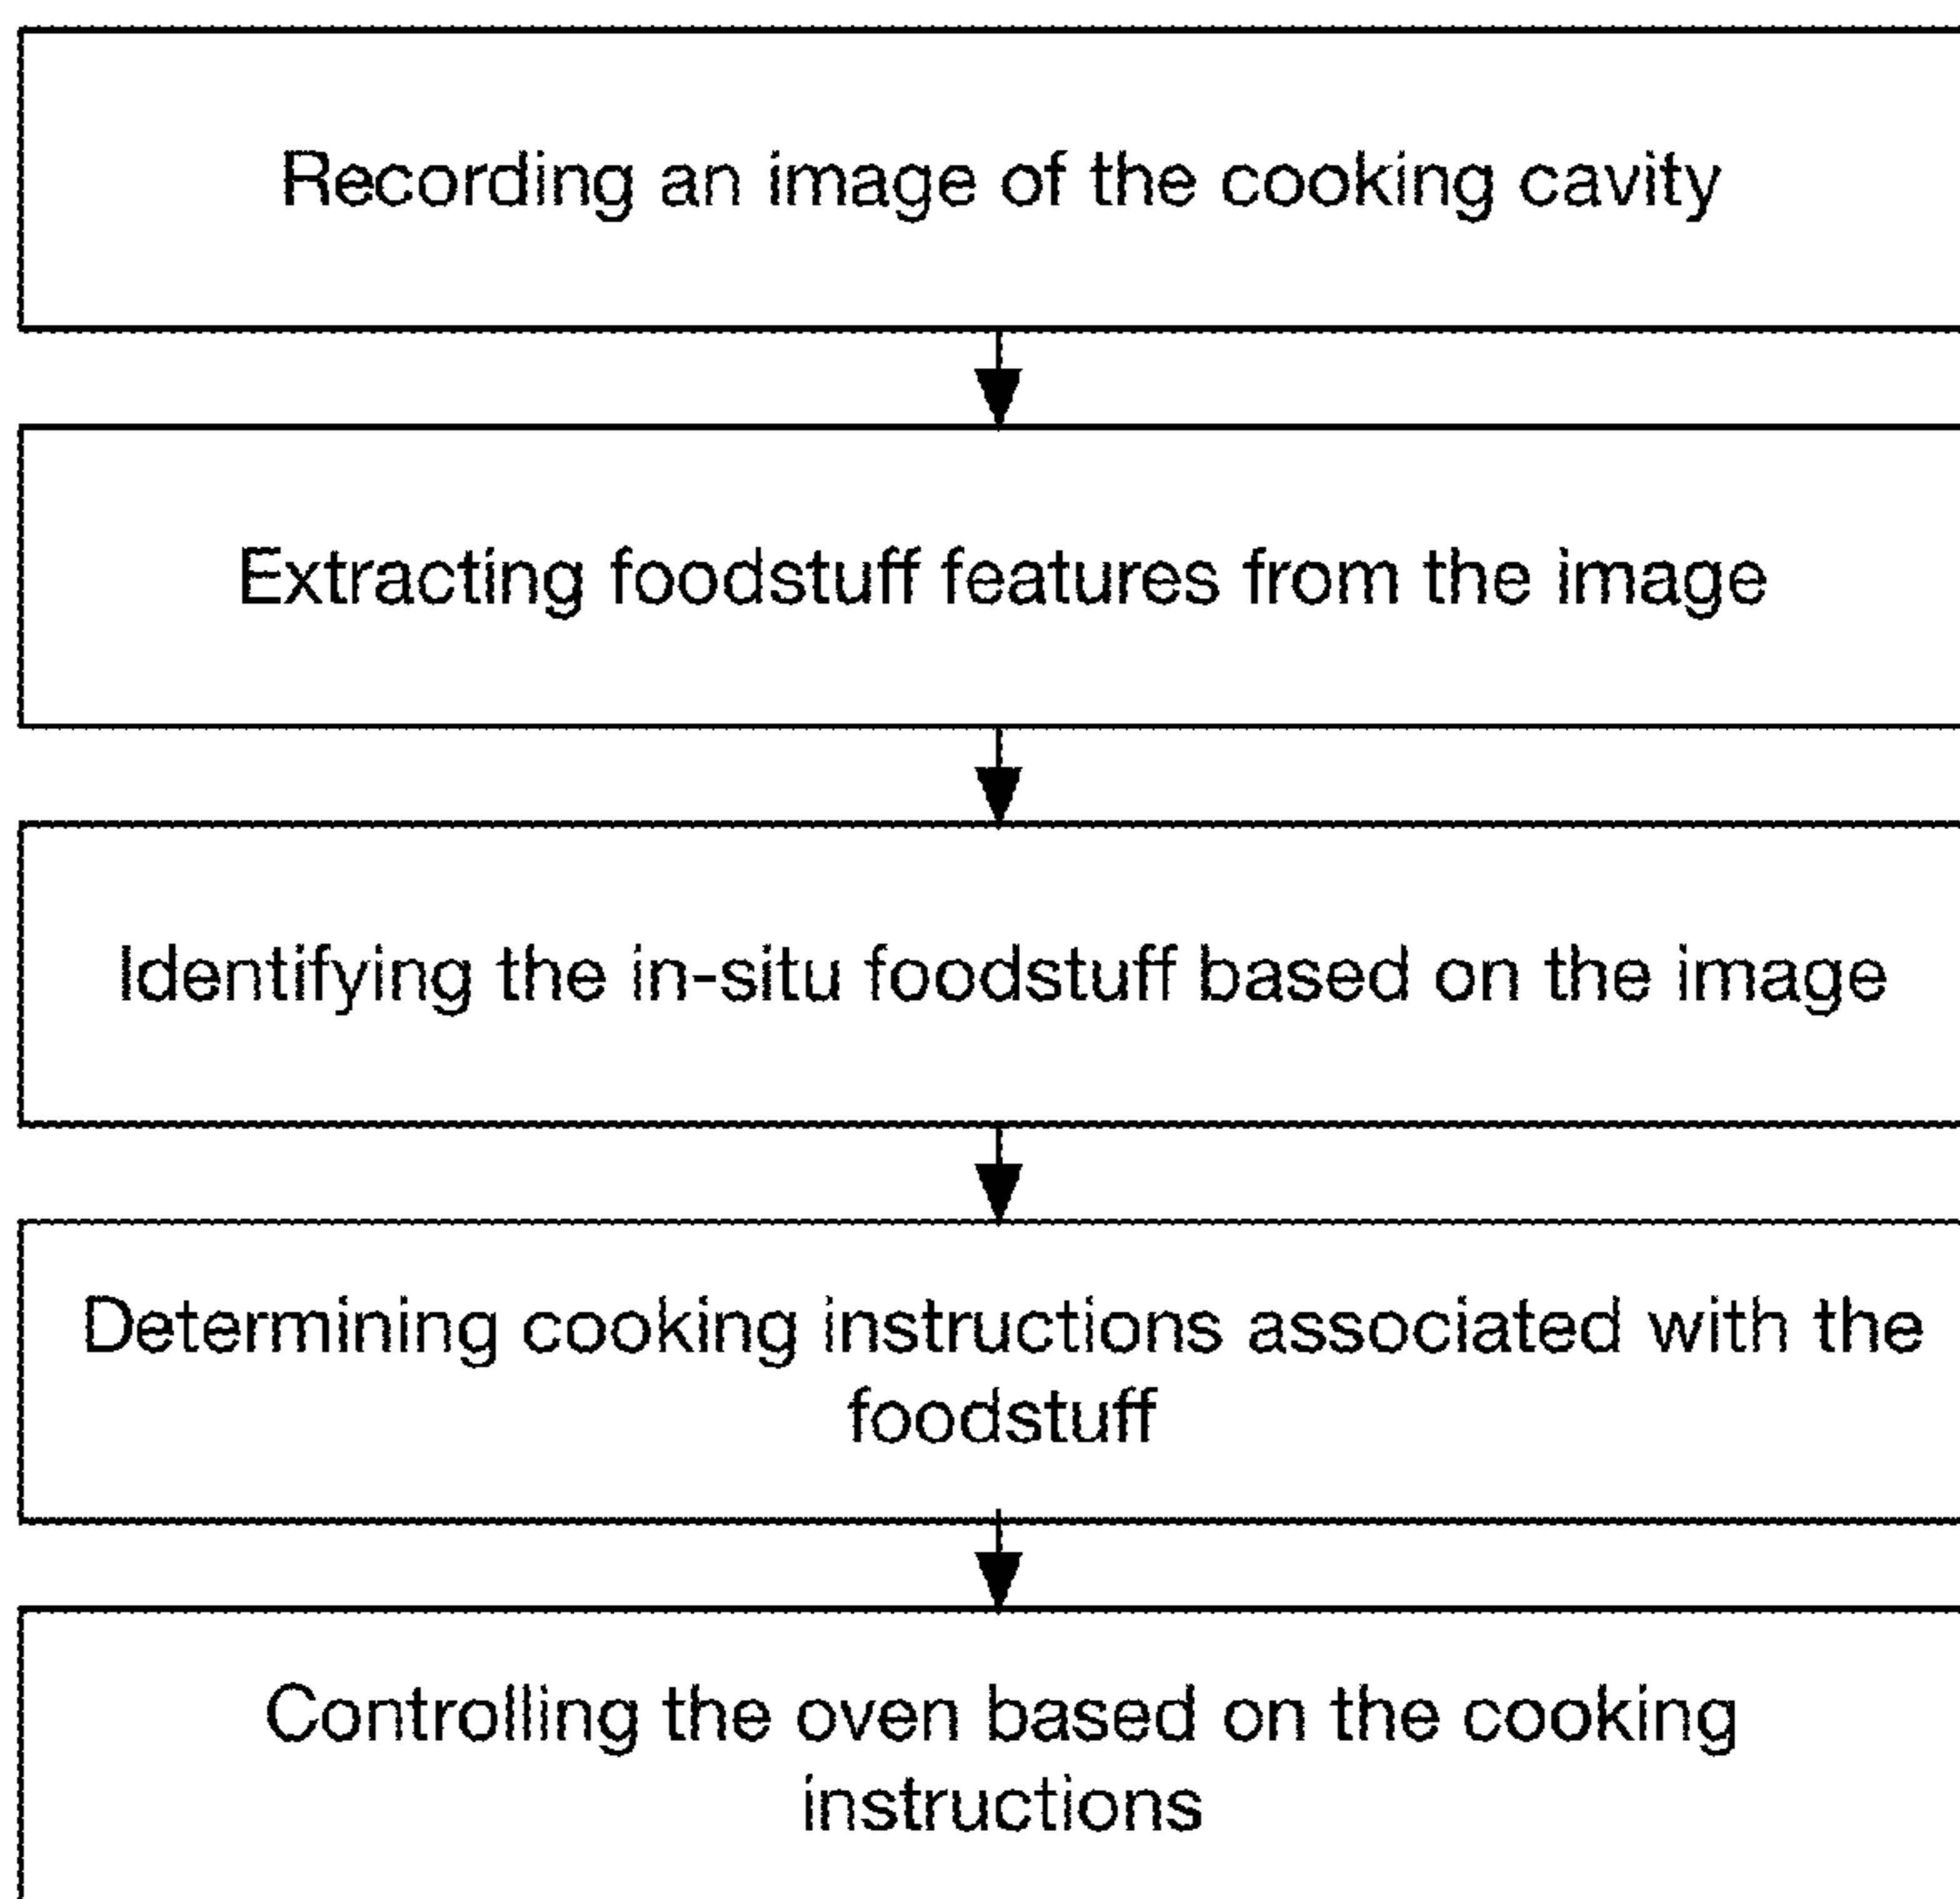 Recording an image of the cooking cavity
Extracting foodstuff features from the image
Identifying the in-situ foodstuff based on the image
Determining cooking instructions associated with the
foodstuff
Controlling the oven based on the cooking
instructions